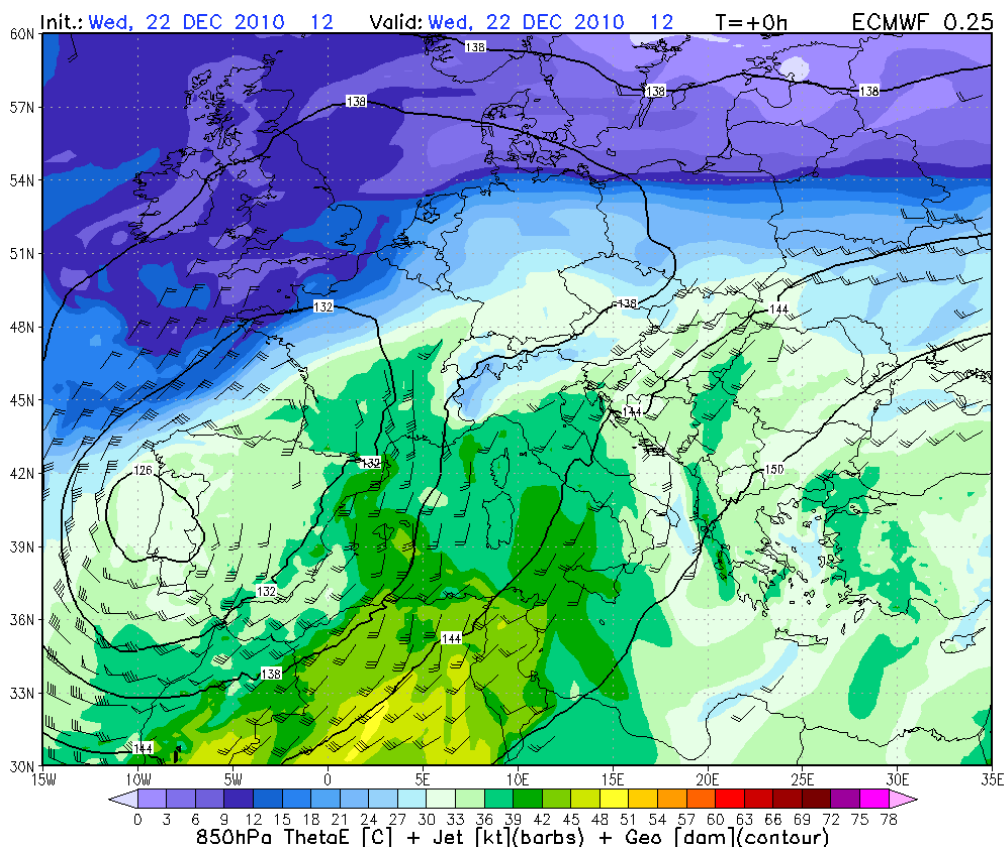 Init.: Wed, 22 DEC 2010 12 Valid: Wed, 22 DEC 2010 12 T=+0h ECMWF 0.25
60N
138
138
138
138
57N
54N
51N
138
144
48N
132
45N
144
42N
126
132
150
39N
132
36N
144
138
33N
144
30N
15W 10W 5W 0 5E 10E 15E 20E 25E 30E 35E
0 3 6 9 12 15 18 21 24 27 30 33 36 39 42 45 48 51 54 57 60 63 66 69 72 75 78
850hPa ThetaE [C] + Jet [kt](barbs) + Geo [dam](contour)